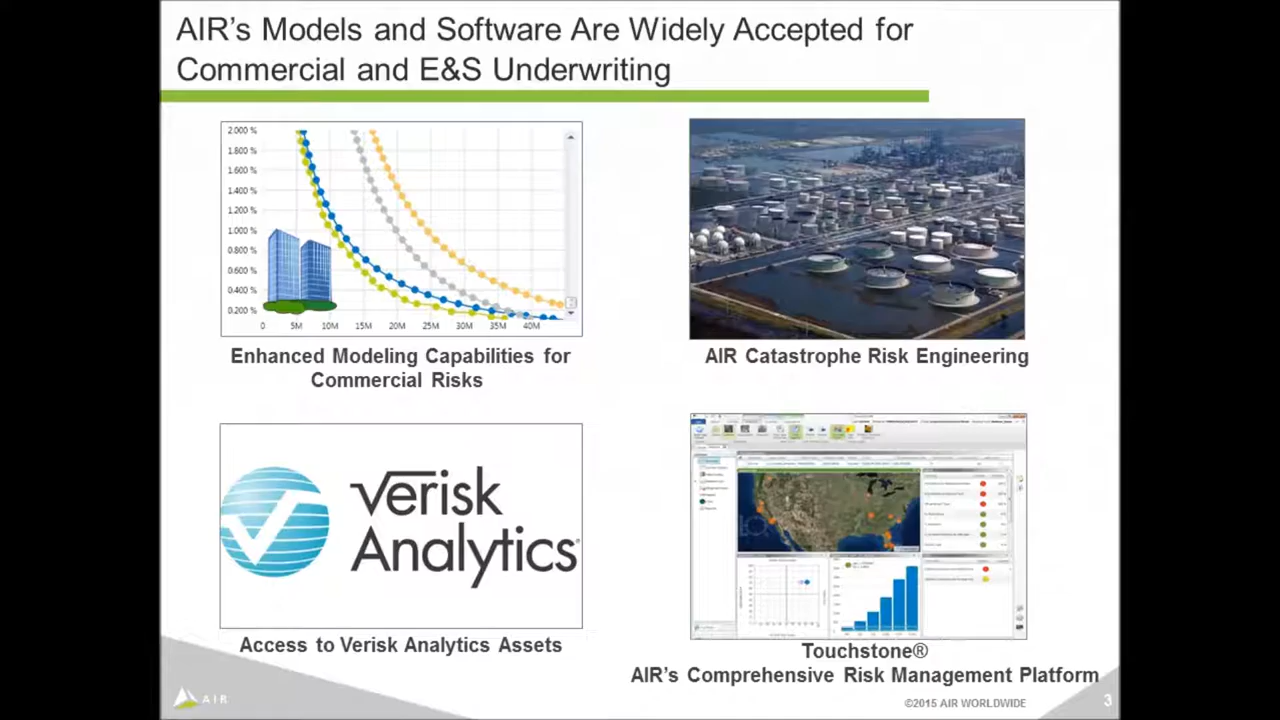 AIR’s Models and Software Are Widely Accepted for
Commercial and E&S Underwriting
2.000 %
1.800 %
1.600 %
1.400 %
1.200 %
1.000 %
0.800 %
0.600 %
0.400 %
0.200 %
0 5M 10M 15M 20M 25M 30M 35M 40M
Enhanced Modeling Capabilities for
Commercial Risks
AIR Catastrophe Risk Engineering
Verisk
Analytics
Access to Verisk Analytics Assets
Touchstone®
AIR’s Comprehensive Risk Management Platform
AIR
©2015 AIR WORLDWIDE
3